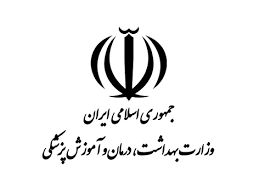 جمهوری اسلامی ایران
وزارت بهداشت، درمان و آموزش پزشکی